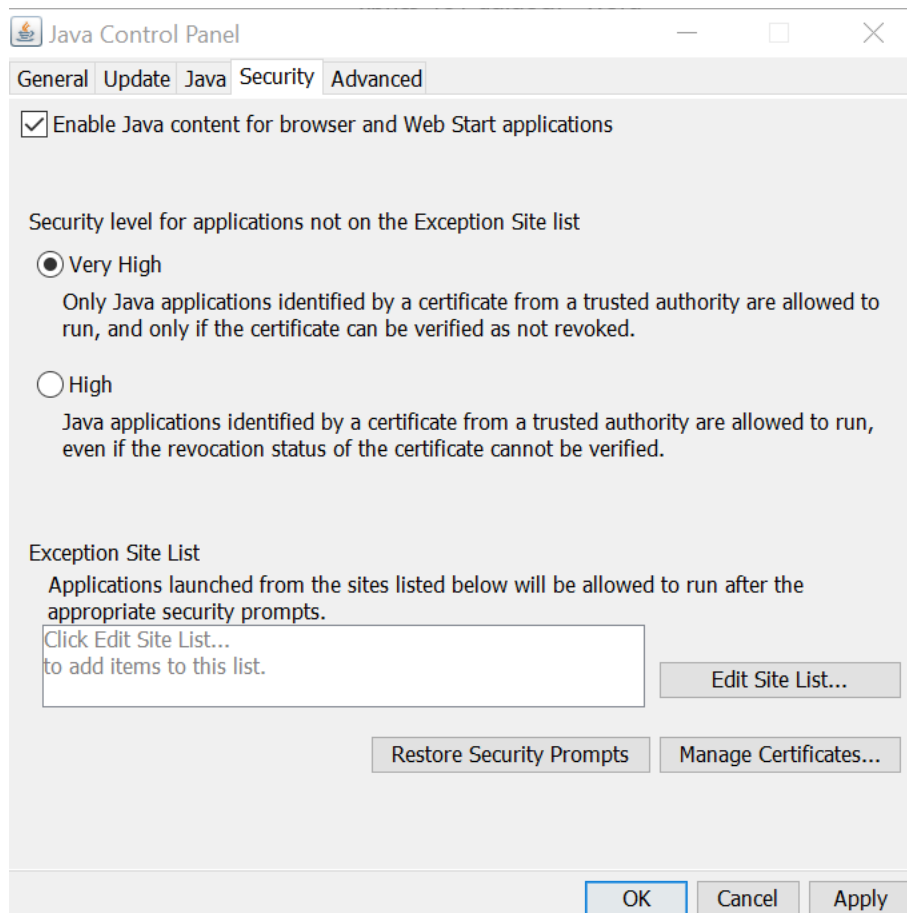 Java Control Panel
General Update Java Security Advanced
Enable Java content for browser and Web Start applications
Security level for applications not on the Exception Site list
Very High
Only Java applications identified by a certificate from a trusted authority are allowed to
run, and only if the certificate can be verified as not revoked.
High
Java applications identified by a certificate from a trusted authority are allowed to run,
even if the revocation status of the certificate cannot be verified.
Exception Site List
Applications launched from the sites listed below will be allowed to run after the
appropriate security prompts.
Click Edit Site List...
to add items to this list.
Edit Site List...
Restore Security Prompts Manage Certificates...
OK Cancel Apply